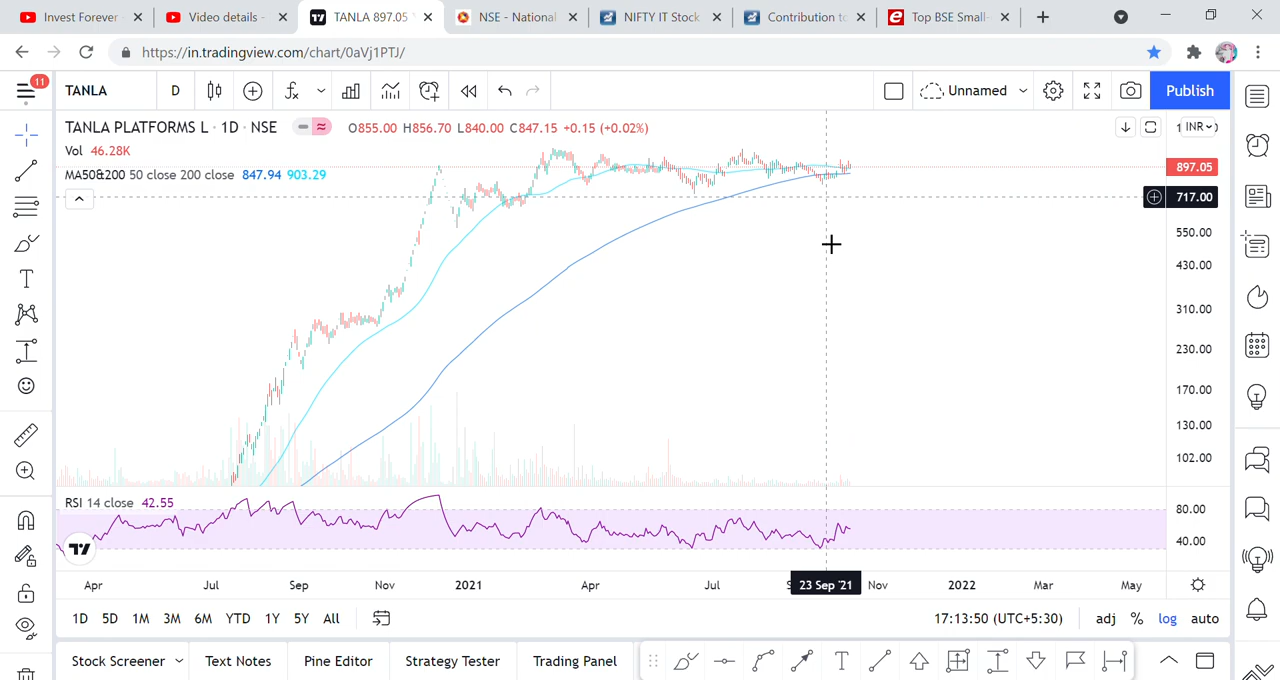 Invest Forever
Video details -
TANLA 897.05
NSE - National
NIFTY IT Stock
Contribution to
Top BSE Small-
https://in.tradingview.com/chart/0aVj1PTJ/
11
TANLA
D
Unnamed
Publish
TANLA PLATFORMS L · 1D · NSE
O855.00 H856.70 L840.00 C847.15 +0.15 (+0.02%)
INR
Vol 46.28K
MA50&200 50 close 200 close 847.94 903.29
897.05
717.00
550.00
430.00
310.00
230.00
170.00
130.00
102.00
RSI 14 close 42.55
80.00
40.00
Apr Jul Sep Nov 2021 Apr Jul 23 Sep '21 Nov 2022 Mar May
1D 5D 1M 3M 6M YTD 1Y 5Y All
17:13:50 (UTC+5:30) adj % log auto
Stock Screener Text Notes Pine Editor Strategy Tester Trading Panel